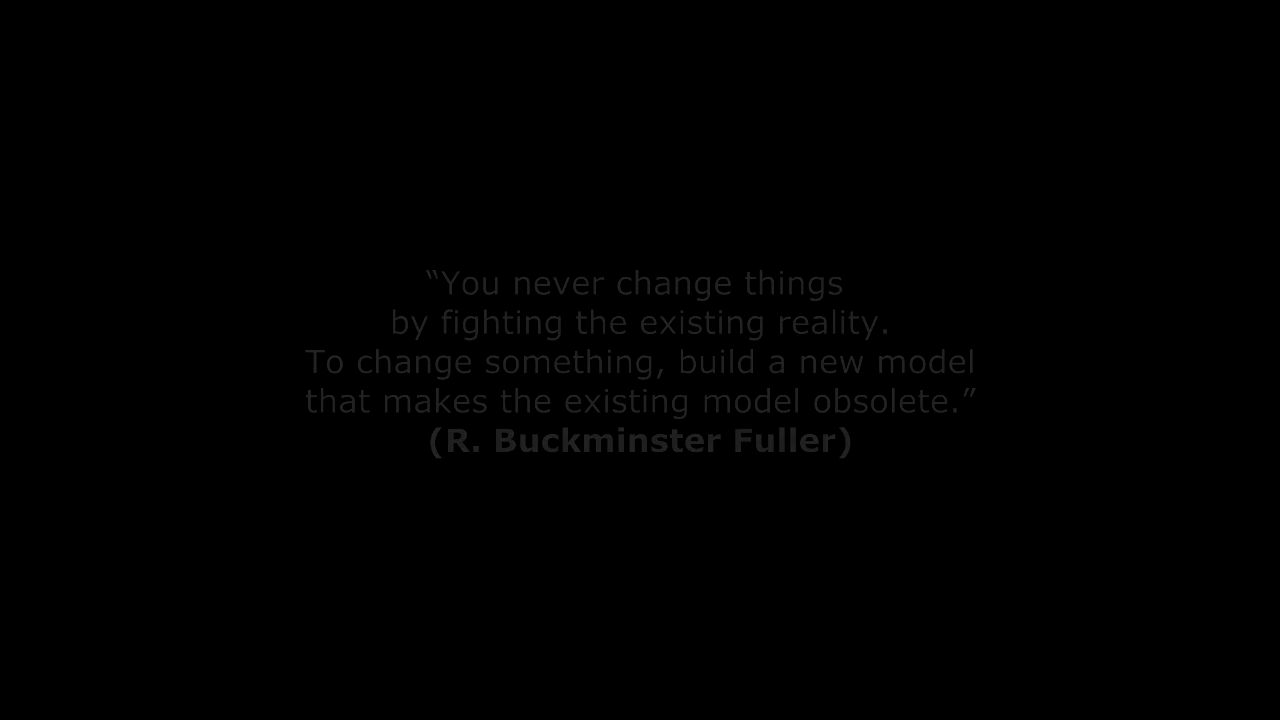 “You never change things
by fighting the existing reality.
To change something, build a new model
that makes the existing model obsolete.”
(R. Buckminster Fuller)